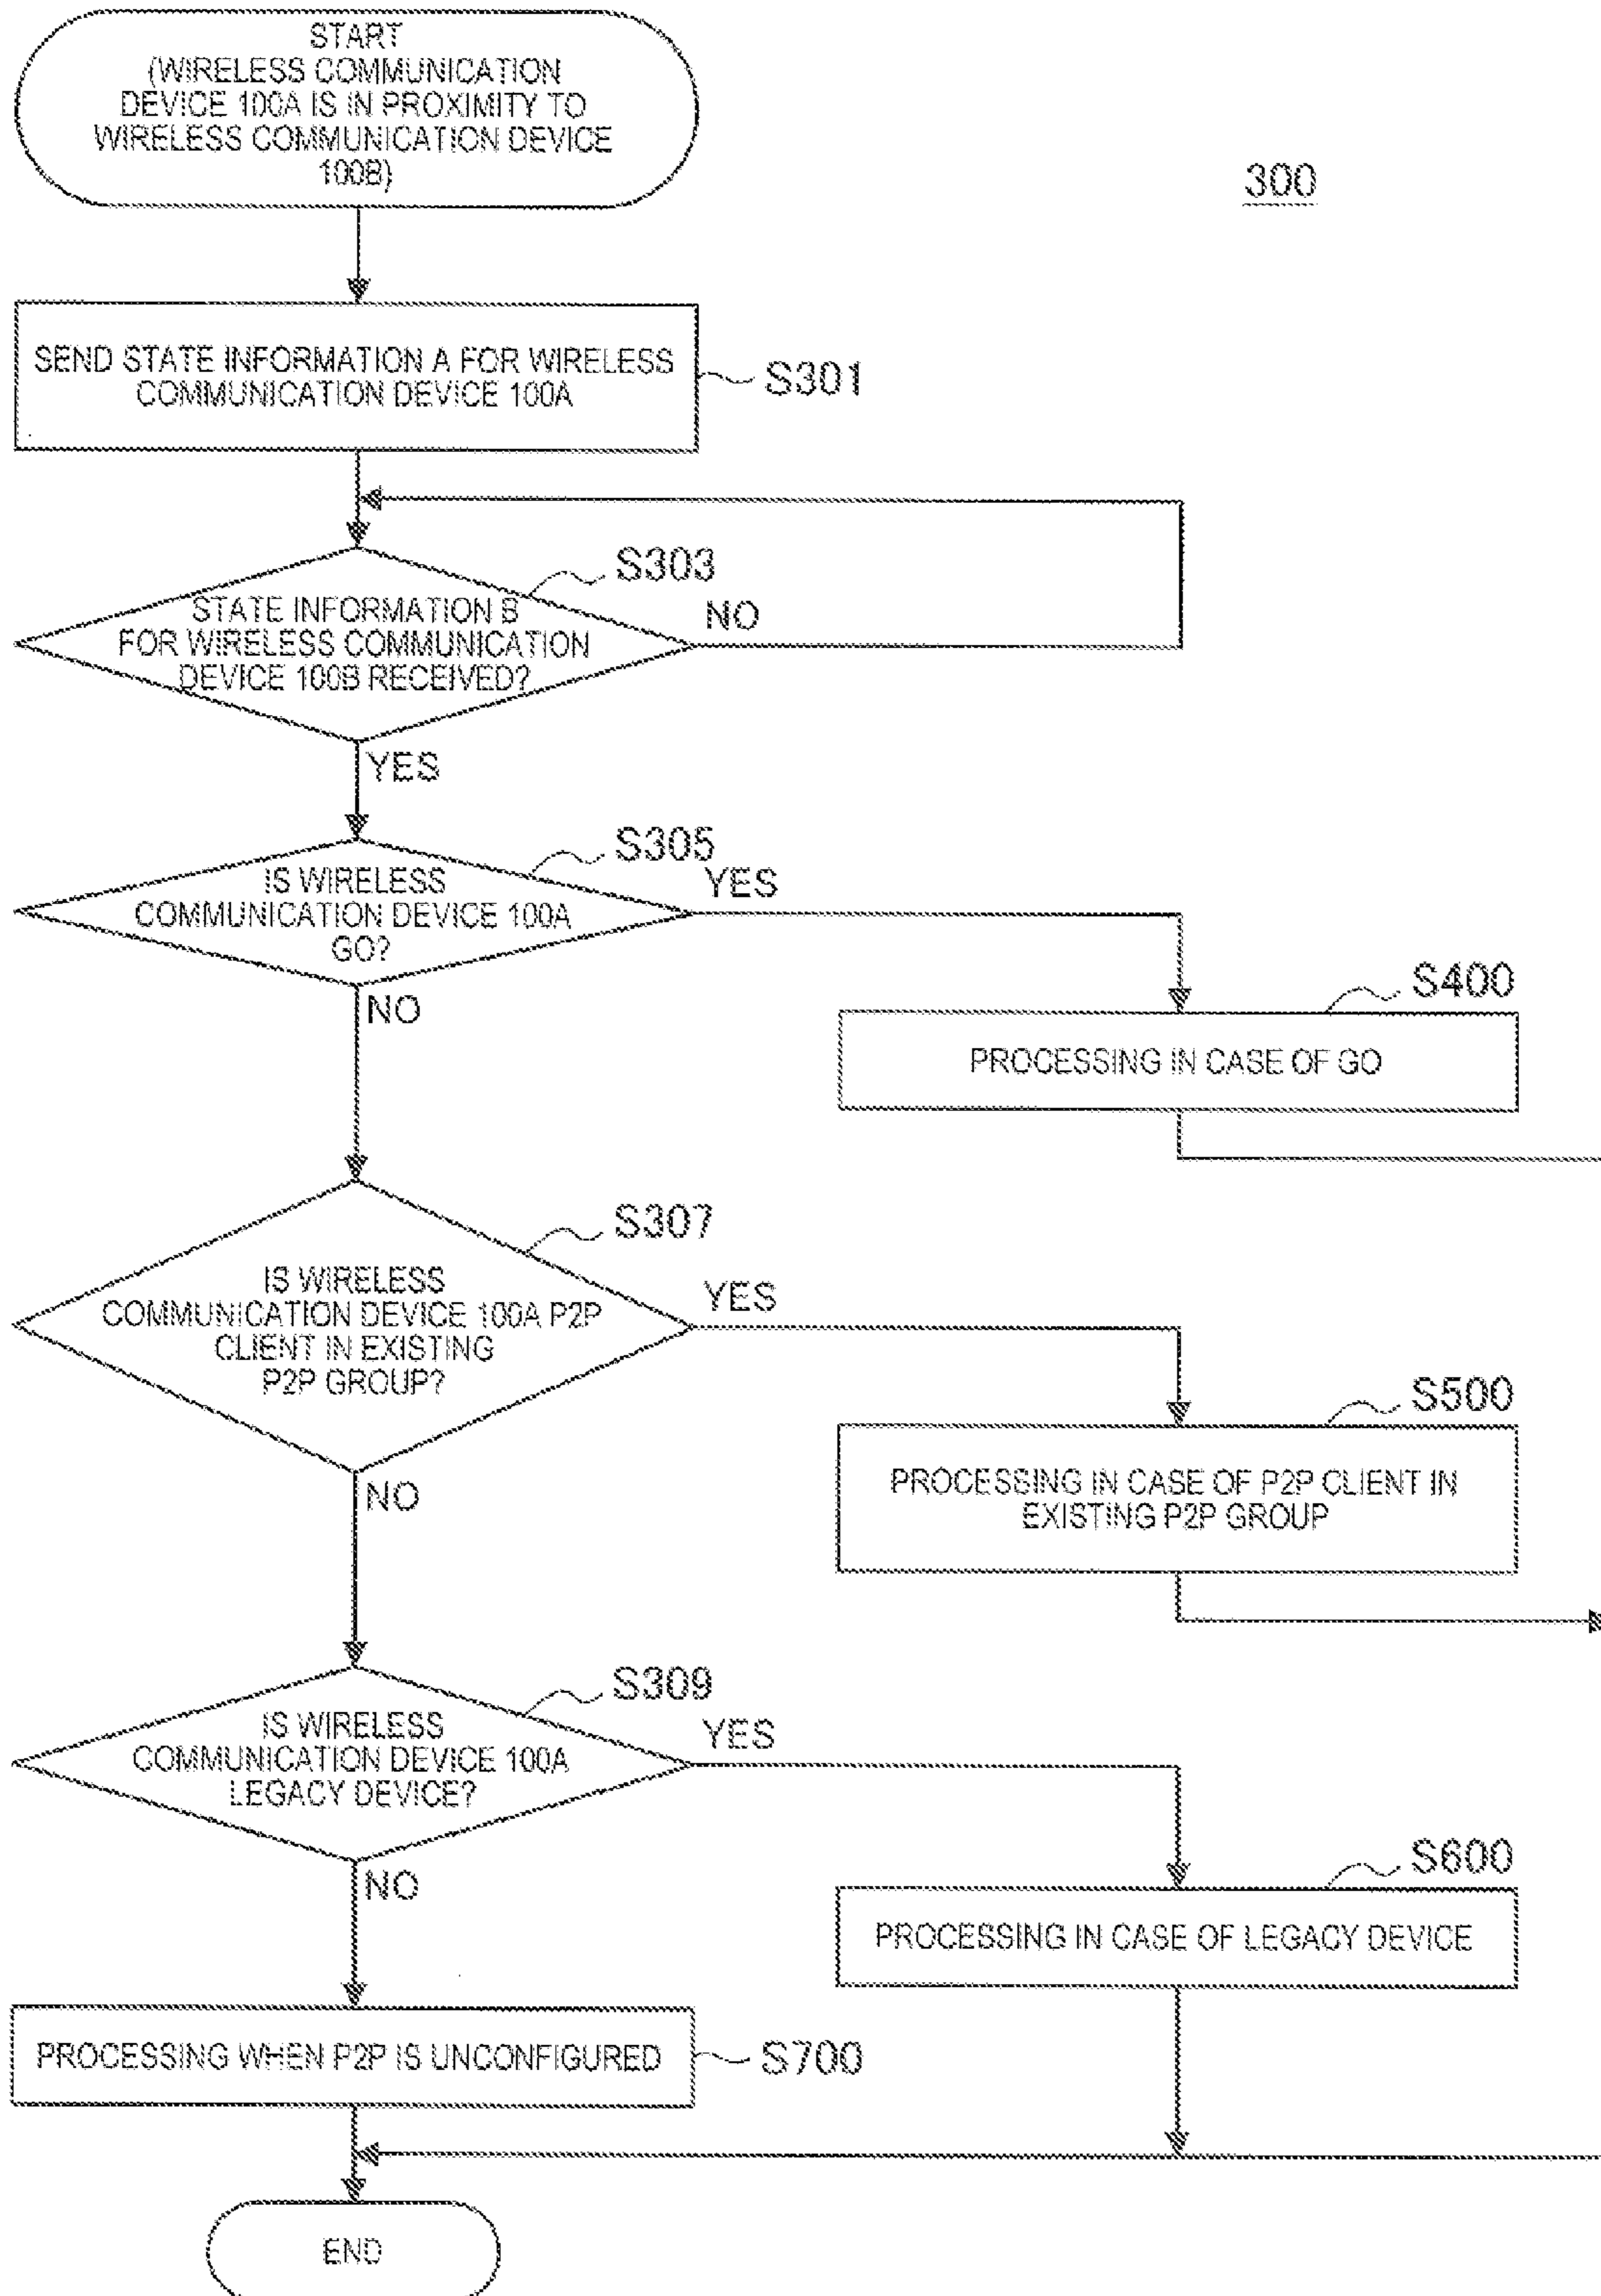 START
(WIRELESS COMMUNICATION
DEVICE 100A IS IN PROXIMITY TO
WIRELESS COMMUNICATION DEVICE
100B)
300
SEND STATE INFORMATION A FOR WIRELESS
COMMUNICATION DEVICE 100A
S301
S303
STATE INFORMATION B
FOR WIRELESS COMMUNICATION
DEVICE 100B RECEIVED?
NO
YES
S305
IS WIRELESS
COMMUNICATION DEVICE 100A
GO?
YES
NO
S400
PROCESSING IN CASE OF GO
S307
IS WIRELESS
COMMUNICATION DEVICE 100A P2P
CLIENT IN EXISTING
P2P GROUP?
YES
NO
S500
PROCESSING IN CASE OF P2P CLIENT IN
EXISTING P2P GROUP
S309
IS WIRELESS
COMMUNICATION DEVICE 100A
LEGACY DEVICE?
YES
NO
S600
PROCESSING IN CASE OF LEGACY DEVICE
PROCESSING WHEN P2P IS UNCONFIGURED
S700
END